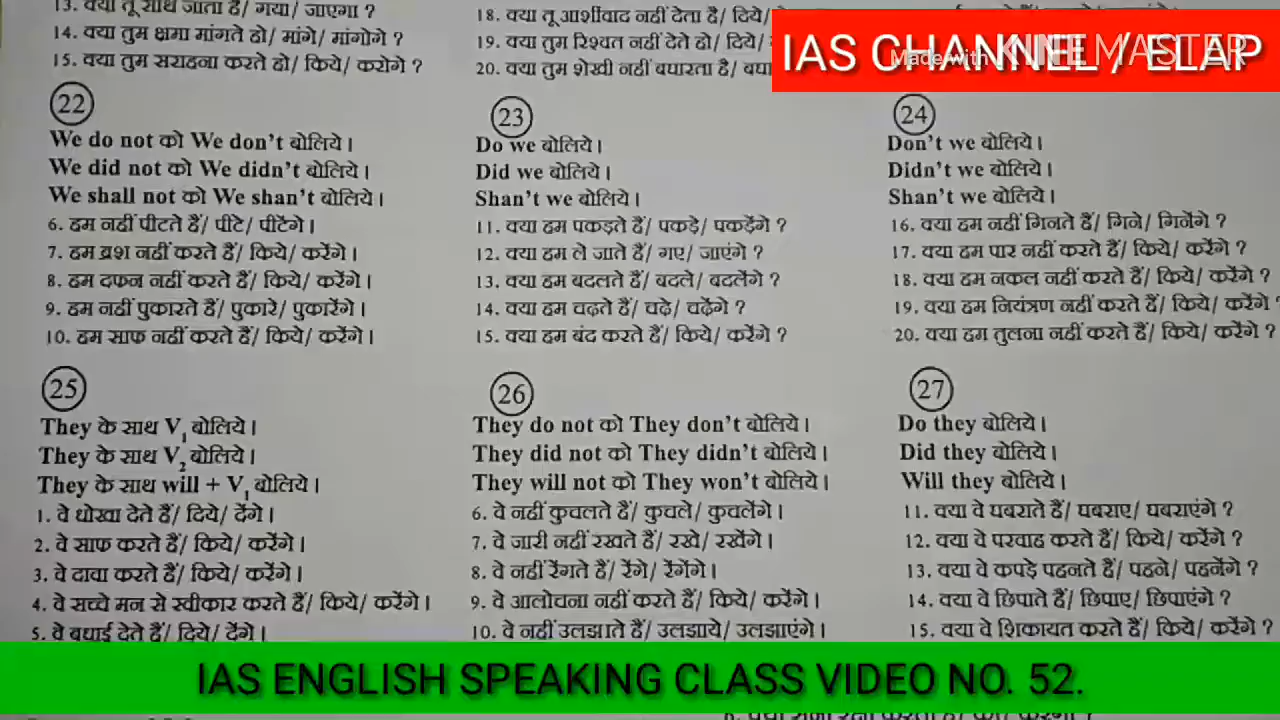 13. क्या तू साथ जाता है/ गया/ जाएगा ?
14. क्या तुम क्षमा मांगते हो/ मांगे/ मांगोगे ?
15. क्या तुम सराहना करते हो/ किये/ करोगे ?
18. क्या तू आर्शीवाद नहीं देता है/ दिये/
19. क्या तुम रिश्वत नहीं देते हो/ दिये/
20. क्या तुम शेखी नहीं बघारता है/ बघा
IAS CHANNEL / ELAP
Made with KINEMASTER
22
We do not को We don't बोलिये।
We did not को We didn't बोलिये।
We shall not को We shan't बोलिये।
6. हम नहीं पीटते हैं/ पीटे/ पीटेंगे।
7. हम ब्रश नहीं करते हैं/ किये/ करेंगे।
8. हम दफन नहीं करते हैं/ किये/ करेंगे।
9. हम नहीं पुकारते हैं/ पुकारे/ पुकारेंगे।
10. हम साफ नहीं करते हैं/ किये/ करेंगे।
23
Do we बोलिये।
Did we बोलिये।
Shan't we बोलिये।
11. क्या हम पकड़ते हैं/ पकड़े/ पकड़ेंगे ?
12. क्या हम ले जाते हैं/ गए/ जाएंगे ?
13. क्या हम बदलते हैं/ बदले/ बदलेंगे ?
14. क्या हम चढ़ते हैं/ चढ़े/ चढ़ेंगे ?
15. क्या हम बंद करते हैं/ किये/ करेंगे ?
24
Don't we बोलिये।
Didn't we बोलिये।
Shan't we बोलिये।
16. क्या हम नहीं गिनते हैं/ गिने/ गिनेंगे ?
17. क्या हम पार नहीं करते हैं/ किये/ करेंगे ?
18. क्या हम नकल नहीं करते हैं/ किये/ करेंगे ?
19. क्या हम नियंत्रण नहीं करते हैं/ किये/ करेंगे ?
20. क्या हम तुलना नहीं करते हैं/ किये/ करेंगे ?
25
They के साथ V1 बोलिये।
They के साथ V2 बोलिये।
They के साथ will + V1 बोलिये।
1. वे धोखा देते हैं/ दिये/ देंगे।
2. वे साफ करते हैं/ किये/ करेंगे।
3. वे दावा करते हैं/ किये/ करेंगे।
4. वे सच्चे मन से स्वीकार करते हैं/ किये/ करेंगे।
5. वे बधाई देते हैं/ दिये/ देंगे।
26
They do not को They don't बोलिये।
They did not को They didn't बोलिये।
They will not को They won't बोलिये।
6. वे नहीं कुचलते हैं/ कुचले/ कुचलेंगे।
7. वे जारी नहीं रखते हैं/ रखे/ रखेंगे।
8. वे नहीं रेंगते हैं/ रेंगे/ रेंगेंगे।
9. वे आलोचना नहीं करते हैं/ किये/ करेंगे।
10. वे नहीं उलझाते हैं/ उलझाये/ उलझाएंगे।
27
Do they बोलिये।
Did they बोलिये।
Will they बोलिये।
11. क्या वे घबराते हैं/ घबराए/ घबराएंगे ?
12. क्या वे परवाह करते हैं/ किये/ करेंगे ?
13. क्या वे कपड़े पहनते हैं/ पहने/ पहनेंगे ?
14. क्या वे छिपाते हैं/ छिपाए/ छिपाएंगे ?
15. क्या वे शिकायत करते हैं/ किये/ करेंगे ?
IAS ENGLISH SPEAKING CLASS VIDEO NO. 52.